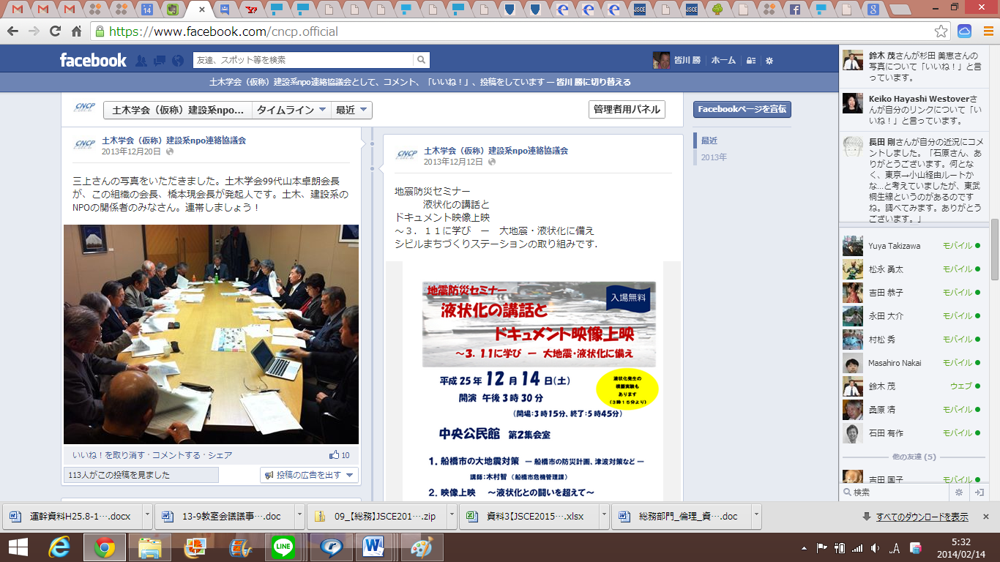 14
JSCE
JSCE
https://www.facebook.com/cncp.official
facebook
友達、スポット等を検索
皆川 勝
ホーム
土木学会（仮称）建設系npo連絡協議会として、コメント、「いいね！」、投稿をしています — 皆川 勝に切り替える
CNCP
土木学会（仮称）建設系npo...
タイムライン
最近
管理者用パネル
Facebookページを宣伝
最近
2013年
CNCP
土木学会（仮称）建設系npo連絡協議会
2013年12月20日
三上さんの写真をいただきました。土木学会99代山本卓朗会長
が、この組織の会長、橋本現会長が発起人です。土木、建設系の
NPOの関係者のみなさん。連帯しましょう！
いいね！を取り消す · コメントする · シェア
10
113人がこの投稿を見ました
投稿の広告を出す
CNCP
土木学会（仮称）建設系npo連絡協議会
2013年12月12日
地震防災セミナー
液状化の講話と
ドキュメント映像上映
～３．１１に学び　ー　大地震・液状化に備え
シビルまちづくりステーションの取り組みです．
地震防災セミナー
入場無料
液状化の講話と
ドキュメント映像上映
～3. 11に学び ー 大地震・液状化に備え
平成 25 年 12 月 14 日(土)
開演 午後 3 時 30 分
(開場：3 時 15分、終了：5 時 45分)
液状化発生の
模擬実験も
あります
(3時15分より)
中央公民館 第2集会室
1. 船橋市の大地震対策 ー 船橋市の防災計画、津波対策など ー
講師：木村智 (船橋市危機管理課)
2. 映像上映 ～液状化との闘いを超えて～
鈴木 茂さんが杉田 美恵さんの
写真について「いいね！」と言
っています。
Keiko Hayashi Westoverさ
んが自分のリンクについて「い
いね！」と言っています。
長田 剛さんが自分の近況にコメ
ントしました。「石原さん、あ
りがとうございます。何とな
く、東京→小山経由ルートか
な...と考えていましたが、東武
桐生線というのがあるのです
ね。調べてみます。ありがとう
ございます。」
Yuya Takizawa モバイル
松永 勇太 モバイル
吉田 恭子 モバイル
永田 大介 モバイル
村松 秀 モバイル
Masahiro Nakai モバイル
鈴木 茂 ウェブ
桑原 清 モバイル
石田 有作 モバイル
他の友達 (5)
吉田 国子 モバイル
検索
運幹資料H25.8-1....docx
13-9教室会議議事....doc
09_【総務】JSCE201....zip
資料3【JSCE2015....xlsx
総務部門_倫理_資....doc
すべてのダウンロードを表示
LINE
A
5:32
2014/02/14